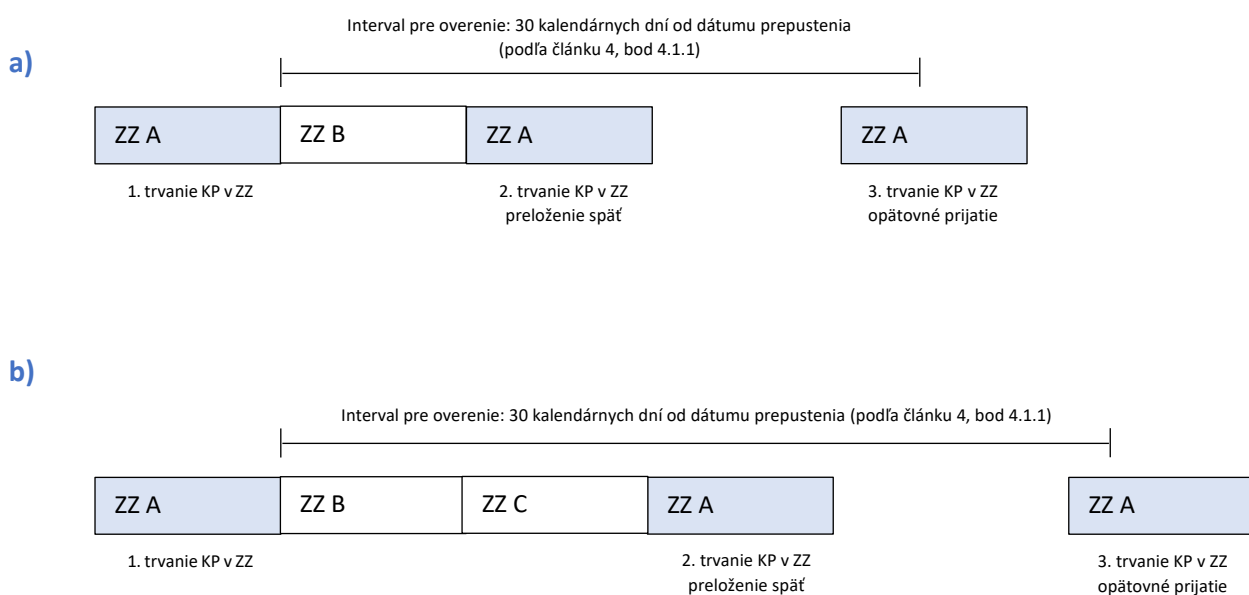 Interval pre overenie: 30 kalendárnych dní od dátumu prepustenia
(podľa článku 4, bod 4.1.1)
a)
ZZ A
ZZ B
ZZ A
ZZ A
1. trvanie KP v ZZ
2. trvanie KP v ZZ
preloženie späť
3. trvanie KP v ZZ
opätovné prijatie
b)
Interval pre overenie: 30 kalendárnych dní od dátumu prepustenia (podľa článku 4, bod 4.1.1)
ZZ A
ZZ B
ZZ C
ZZ A
ZZ A
1. trvanie KP v ZZ
2. trvanie KP v ZZ
preloženie späť
3. trvanie KP v ZZ
opätovné prijatie